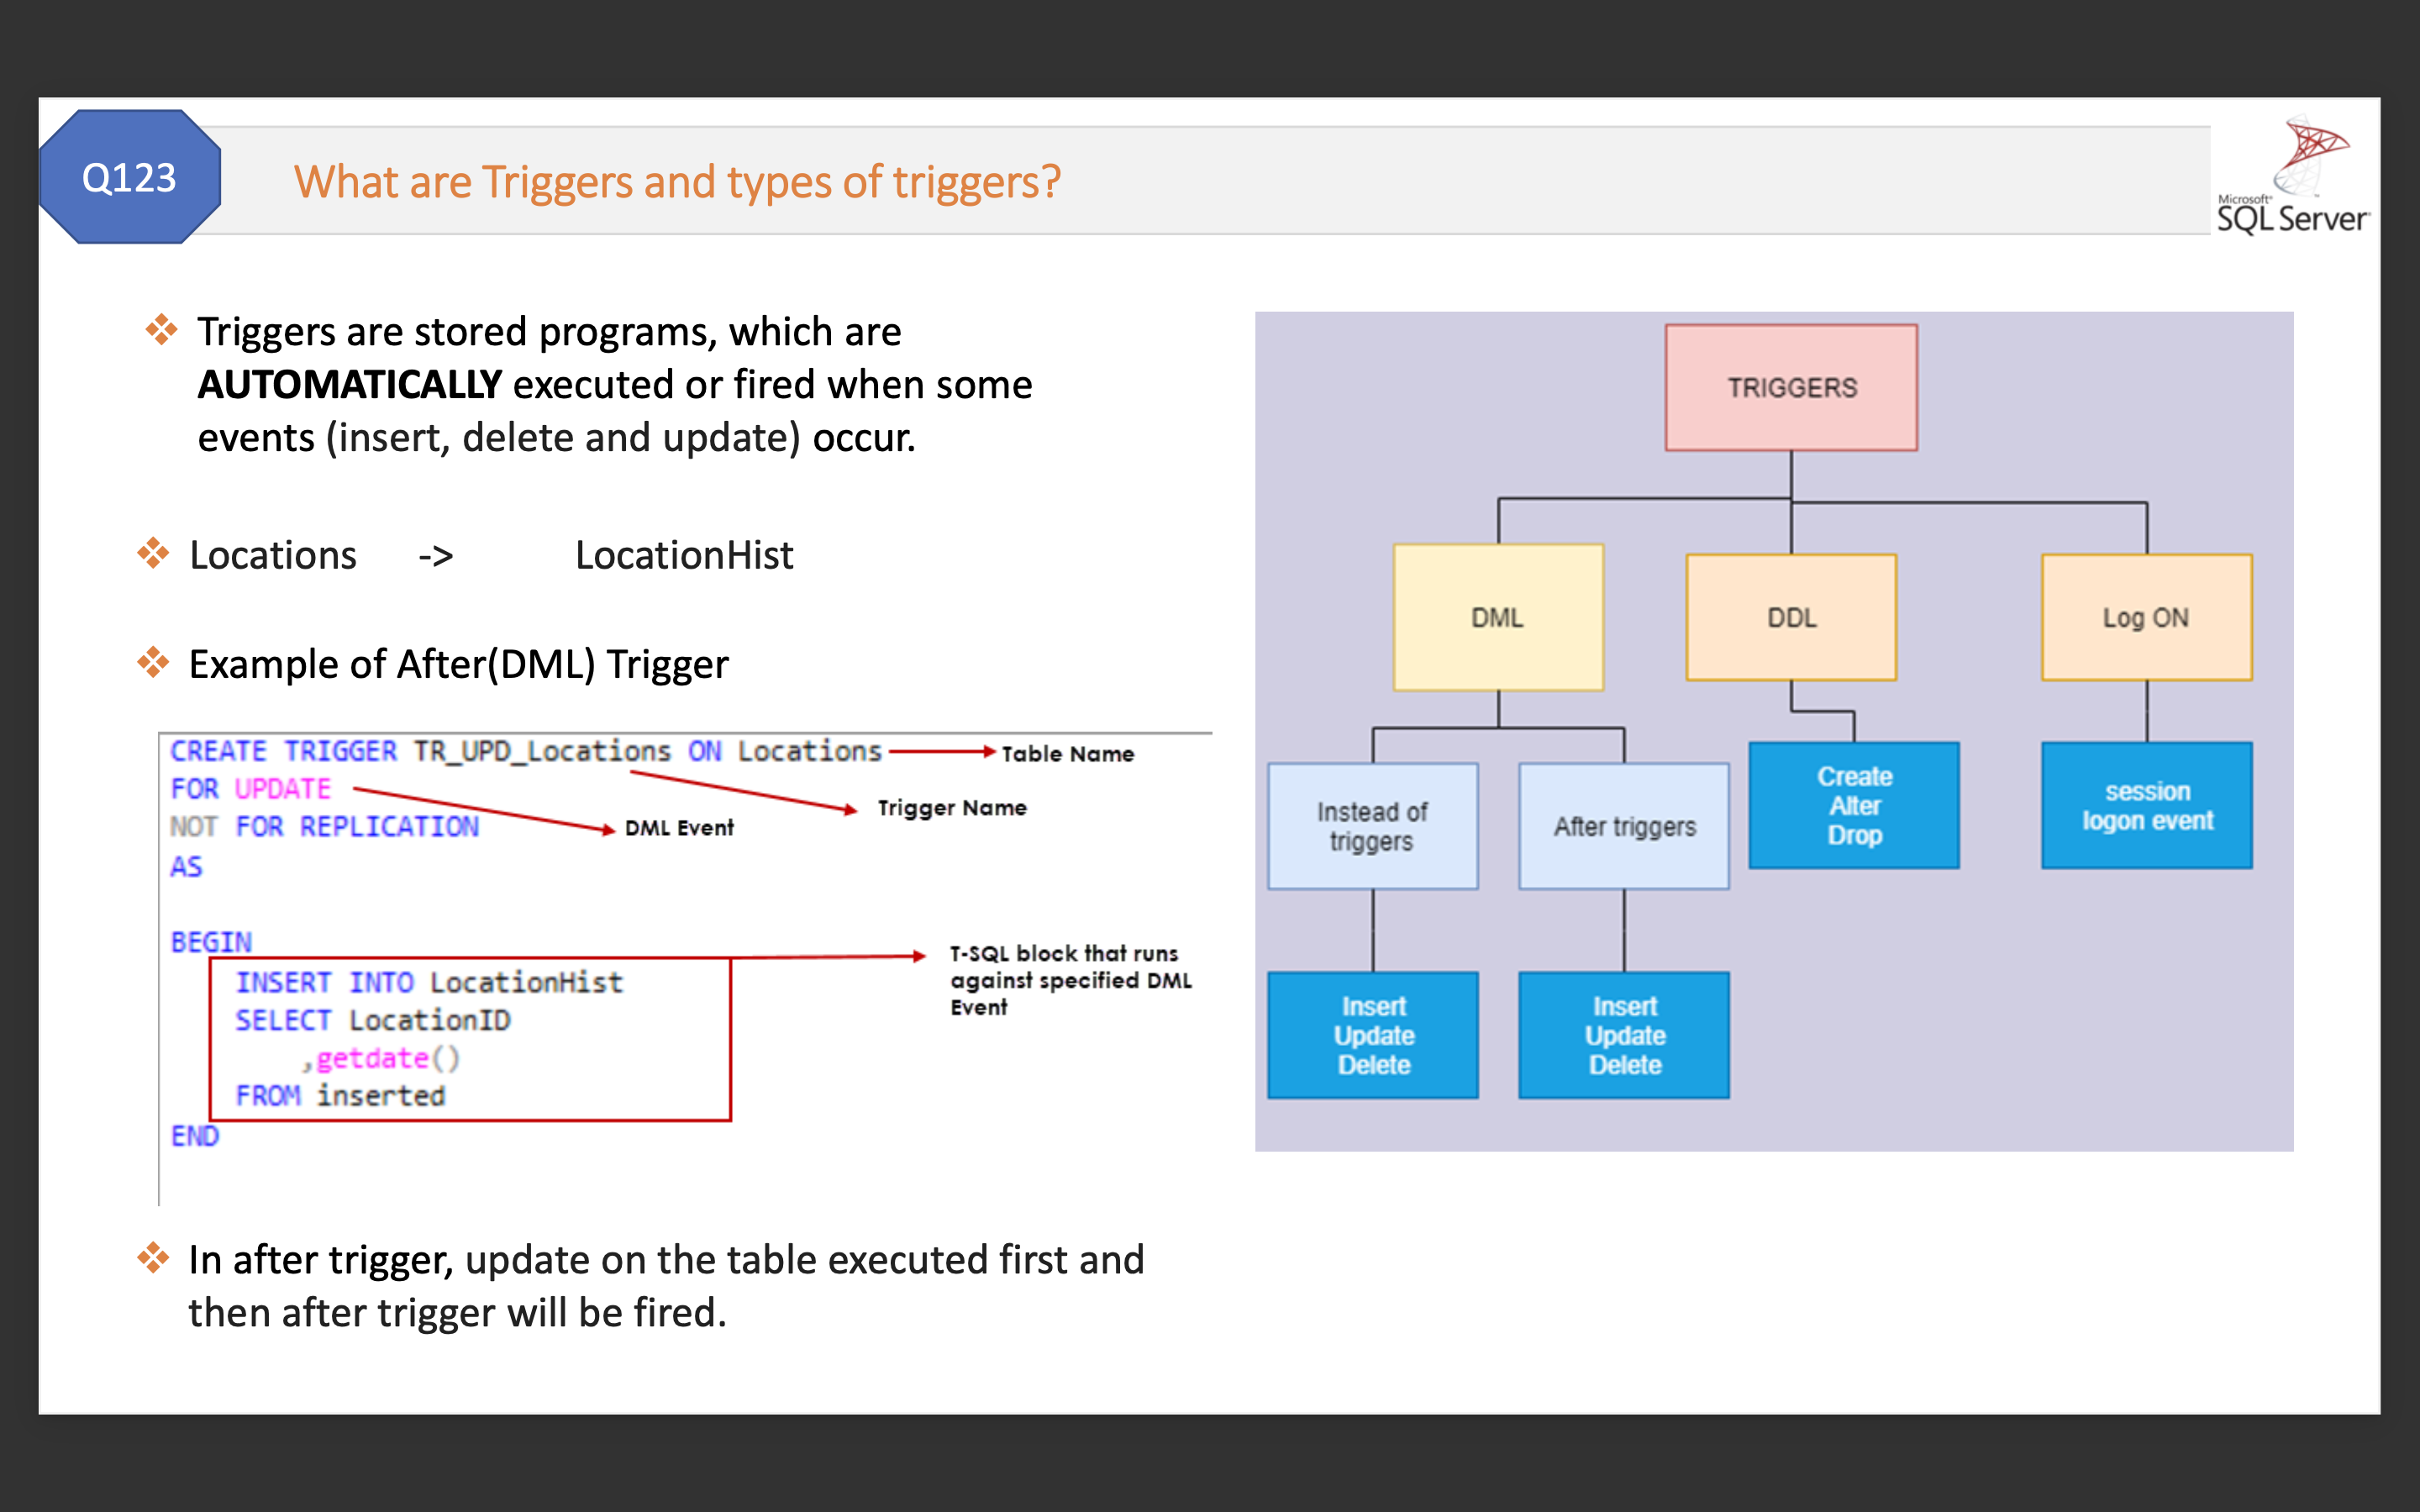 Q123
What are Triggers and types of triggers?
Microsoft
SQL Server
Triggers are stored programs, which are
AUTOMATICALLY executed or fired when some
events (insert, delete and update) occur.
Locations -> LocationHist
Example of After(DML) Trigger
CREATE TRIGGER TR_UPD_Locations ON Locations
Table Name
FOR UPDATE
Trigger Name
NOT FOR REPLICATION
DML Event
AS
BEGIN
INSERT INTO LocationHist
SELECT LocationID
,getdate()
FROM inserted
END
T-SQL block that runs
against specified DML
Event
In after trigger, update on the table executed first and
then after trigger will be fired.
TRIGGERS
DML
DDL
Log ON
Instead of
triggers
After triggers
Create
Alter
Drop
session
logon event
Insert
Update
Delete
Insert
Update
Delete